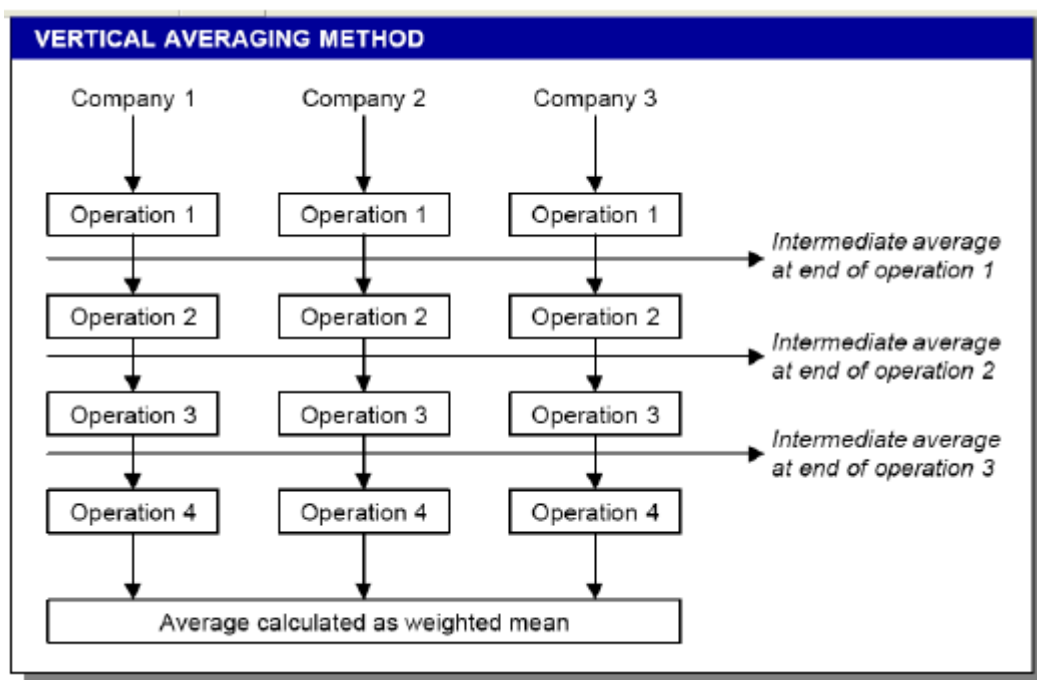 VERTICAL AVERAGING METHOD
Company 1 Company 2 Company 3
Operation 1 Operation 1 Operation 1
Intermediate average
at end of operation 1
Operation 2 Operation 2 Operation 2
Intermediate average
at end of operation 2
Operation 3 Operation 3 Operation 3
Intermediate average
at end of operation 3
Operation 4 Operation 4 Operation 4
Average calculated as weighted mean